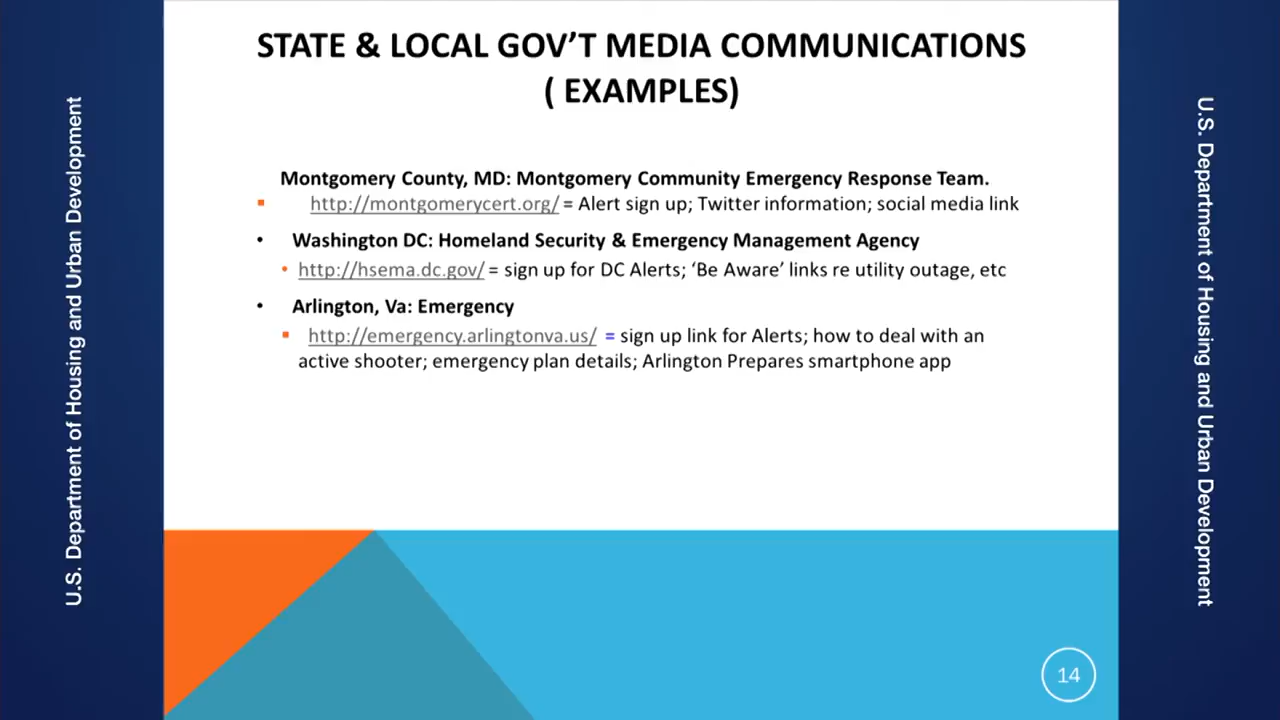 STATE & LOCAL GOV’T MEDIA COMMUNICATIONS
( EXAMPLES)
Montgomery County, MD: Montgomery Community Emergency Response Team.
http://montgomerycert.org/ = Alert sign up; Twitter information; social media link
Washington DC: Homeland Security & Emergency Management Agency
http://hsema.dc.gov/ = sign up for DC Alerts; ‘Be Aware’ links re utility outage, etc
Arlington, Va: Emergency
http://emergency.arlingtonva.us/ = sign up link for Alerts; how to deal with an
active shooter; emergency plan details; Arlington Prepares smartphone app
14
U.S. Department of Housing and Urban Development
U.S. Department of Housing and Urban Development